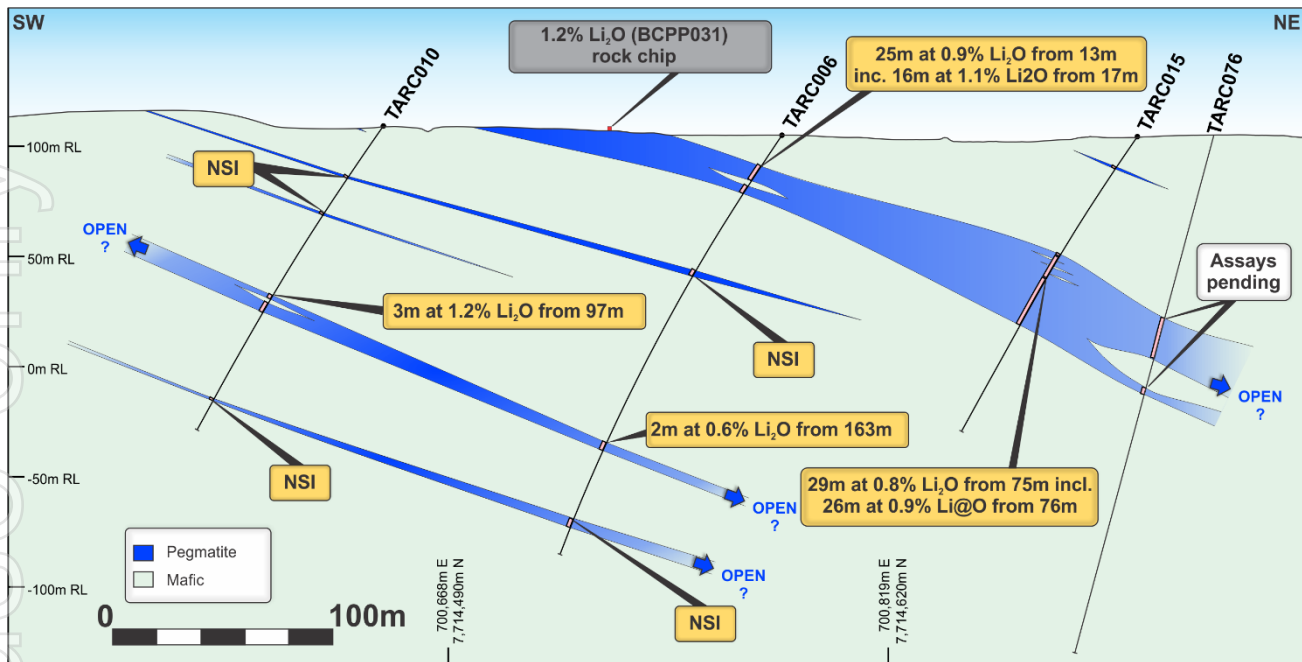 SW
NE
1.2% Li₂O (BCPP031)
rock chip
25m at 0.9% Li₂O from 13m
inc. 16m at 1.1% Li2O from 17m
TARC010
TARC006
TARC015
TARC076
100m RL
50m RL
0m RL
-50m RL
-100m RL
NSI
OPEN
?
3m at 1.2% Li₂O from 97m
NSI
Assays
pending
OPEN
?
2m at 0.6% Li₂O from 163m
NSI
29m at 0.8% Li₂O from 75m incl.
26m at 0.9% Li@O from 76m
OPEN
?
OPEN
?
NSI
Pegmatite
Mafic
0
100m
700,668m E
7,714,490m N
700,819m E
7,714,620m N